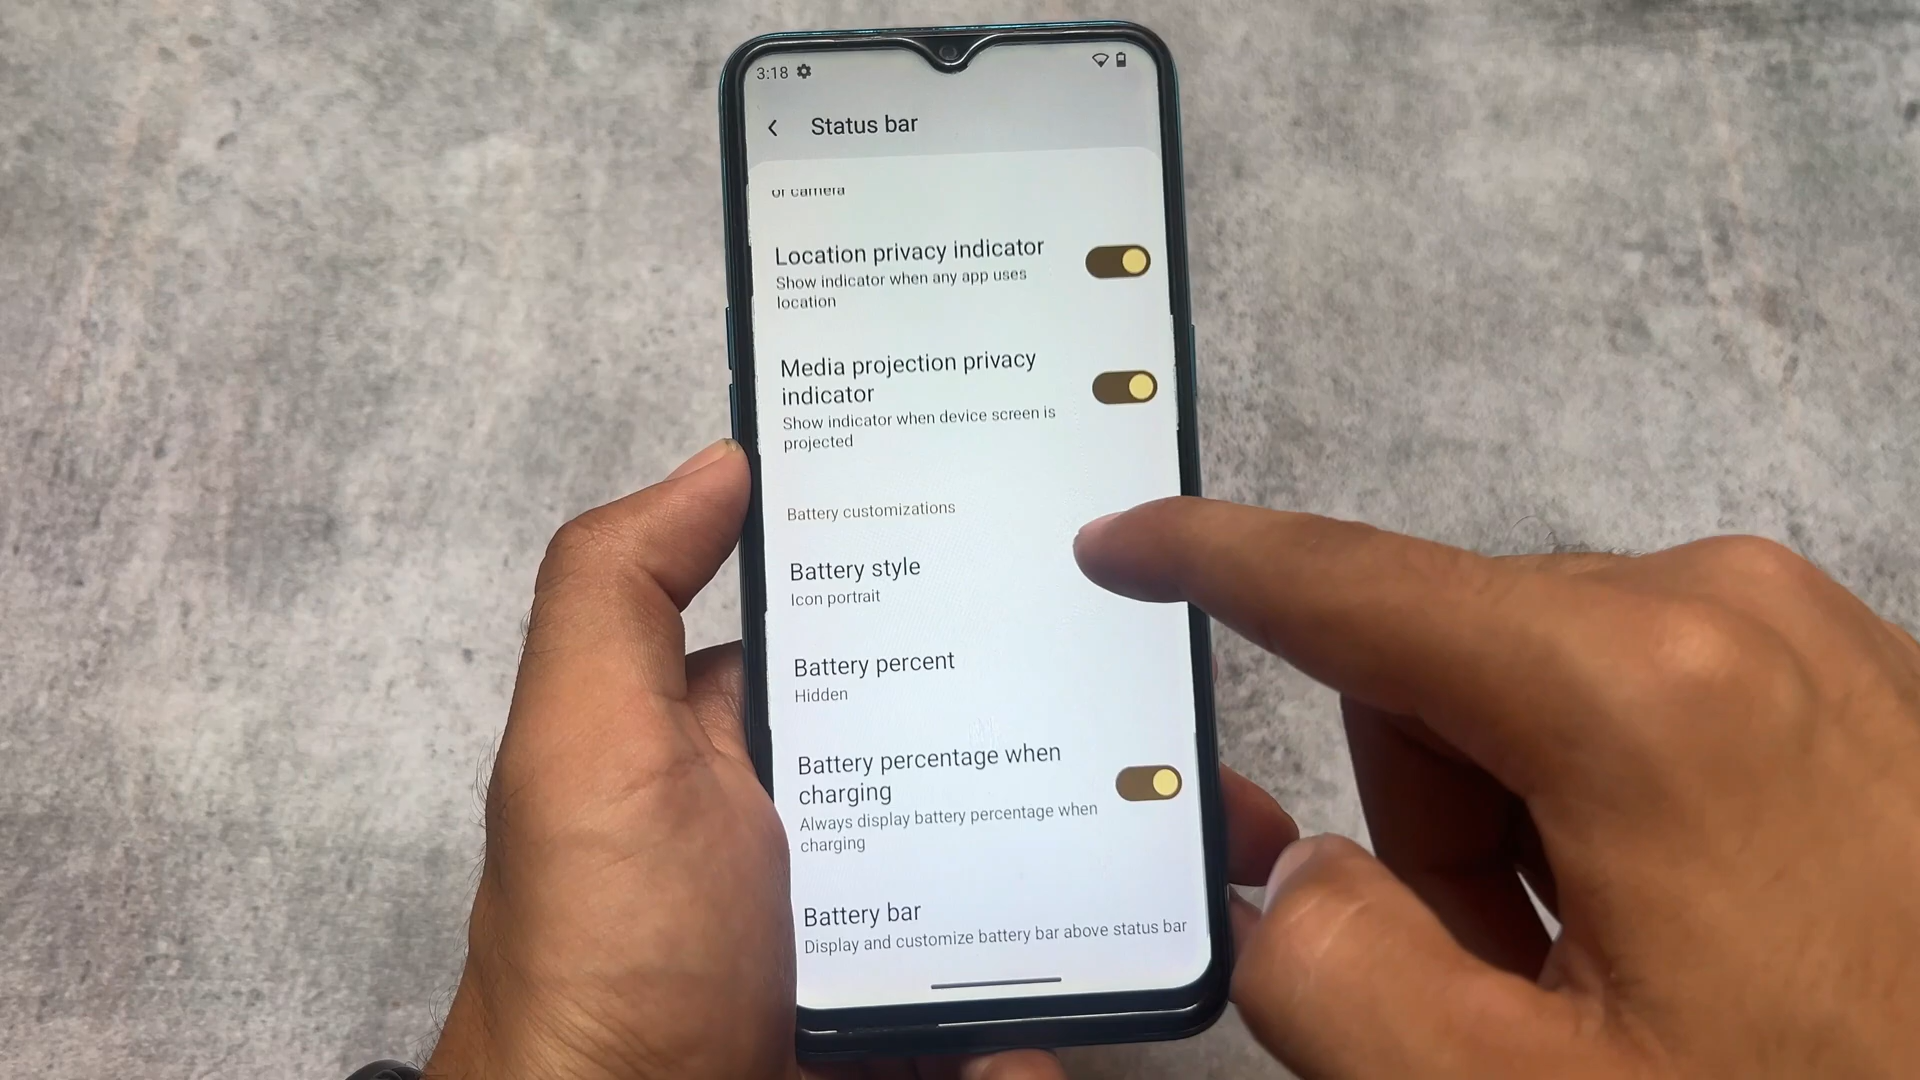 3:18
Status bar
or camera
Location privacy indicator
Show indicator when any app uses
location
Media projection privacy
indicator
Show indicator when device screen is
projected
Battery customizations
Battery style
Icon portrait
Battery percent
Hidden
Battery percentage when
charging
Always display battery percentage when
charging
Battery bar
Display and customize battery bar above status bar